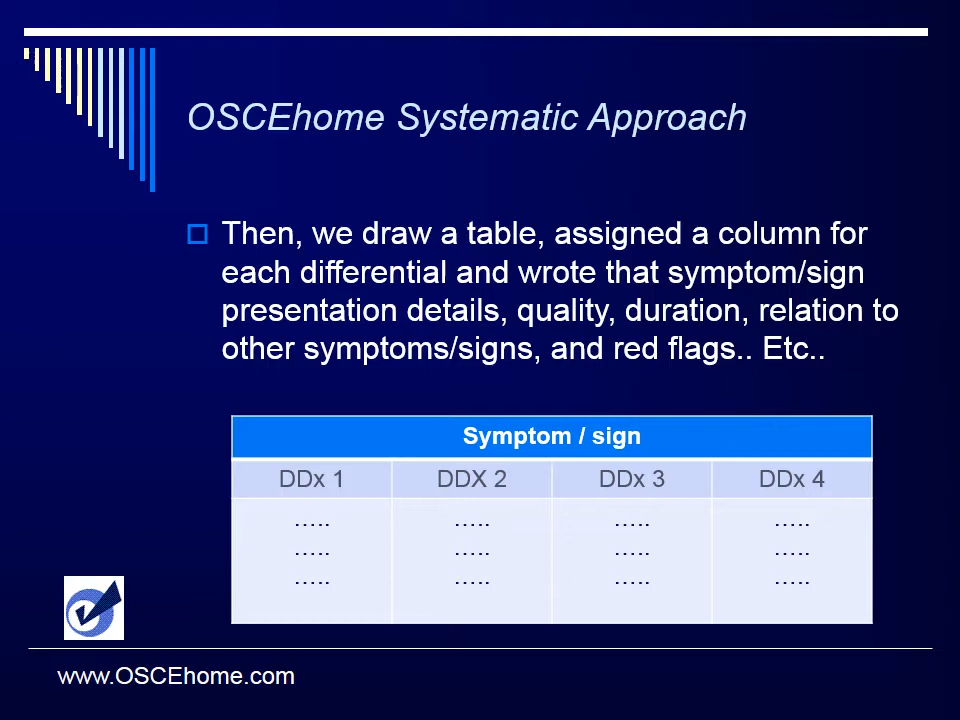 OSCEhome Systematic Approach
Then, we draw a table, assigned a column for
each differential and wrote that symptom/sign
presentation details, quality, duration, relation to
other symptoms/signs, and red flags.. Etc..
Symptom / sign
DDx 1 DDX 2 DDx 3 DDx 4
..... ..... ..... .....
..... ..... ..... .....
..... ..... ..... .....
www.OSCEhome.com